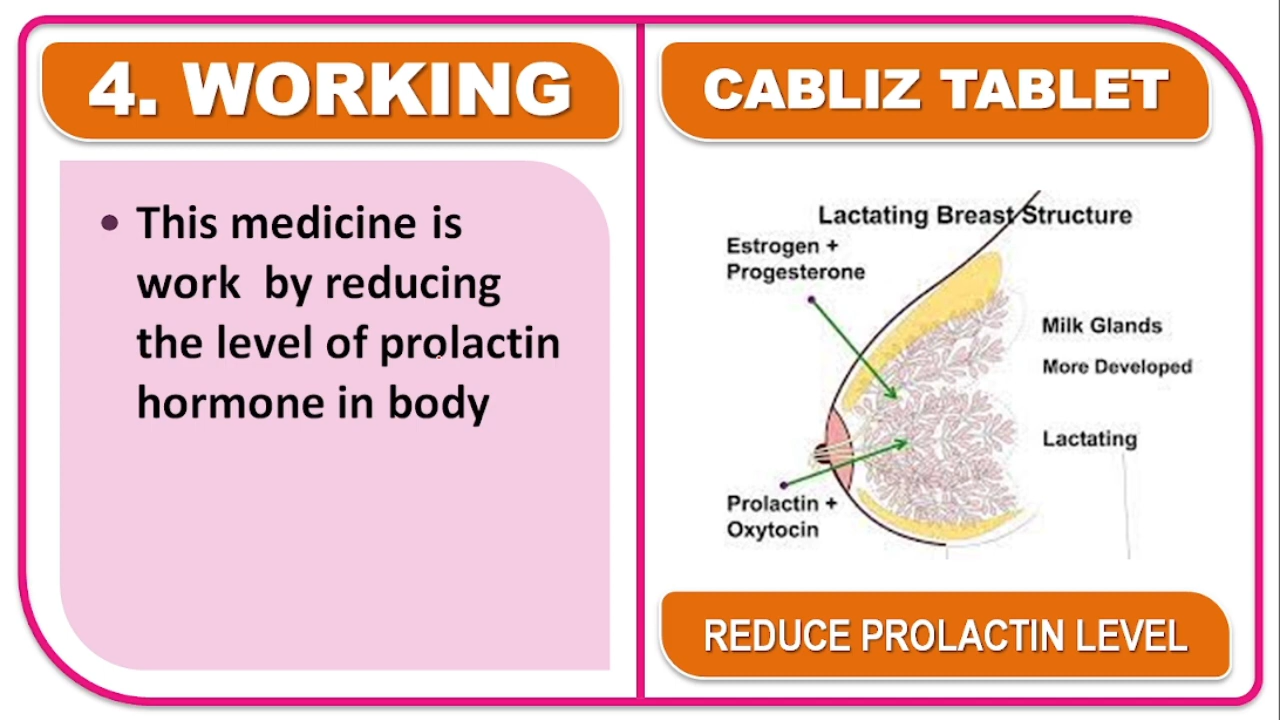 4. WORKING
• This medicine is
work  by reducing
the level of prolactin
hormone in body
CABLIZ TABLET
Lactating Breast Structure
Estrogen +
Progesterone
Milk Glands
More Developed
Lactating
Prolactin +
Oxytocin
REDUCE PROLACTIN LEVEL